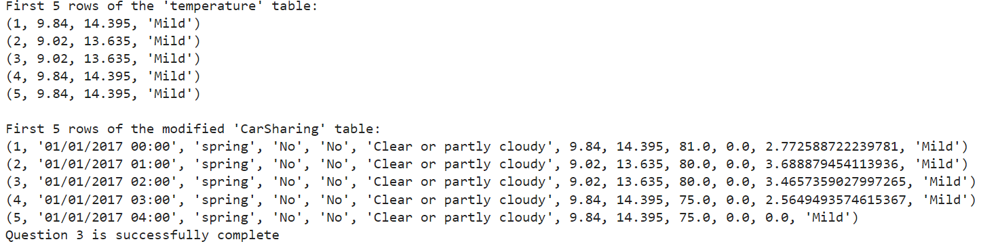 First 5 rows of the 'temperature' table:
(1, 9.84, 14.395, 'Mild')
(2, 9.02, 13.635, 'Mild')
(3, 9.02, 13.635, 'Mild')
(4, 9.84, 14.395, 'Mild')
(5, 9.84, 14.395, 'Mild')
First 5 rows of the modified 'CarSharing' table:
(1, '01/01/2017 00:00', 'spring', 'No', 'No', 'Clear or partly cloudy', 9.84, 14.395, 81.0, 0.0, 2.772588722239781, 'Mild')
(2, '01/01/2017 01:00', 'spring', 'No', 'No', 'Clear or partly cloudy', 9.02, 13.635, 80.0, 0.0, 3.688879454113936, 'Mild')
(3, '01/01/2017 02:00', 'spring', 'No', 'No', 'Clear or partly cloudy', 9.02, 13.635, 80.0, 0.0, 3.4657359027997265, 'Mild')
(4, '01/01/2017 03:00', 'spring', 'No', 'No', 'Clear or partly cloudy', 9.84, 14.395, 75.0, 0.0, 2.5649493574615367, 'Mild')
(5, '01/01/2017 04:00', 'spring', 'No', 'No', 'Clear or partly cloudy', 9.84, 14.395, 75.0, 0.0, 0.0, 'Mild')
Question 3 is successfully complete